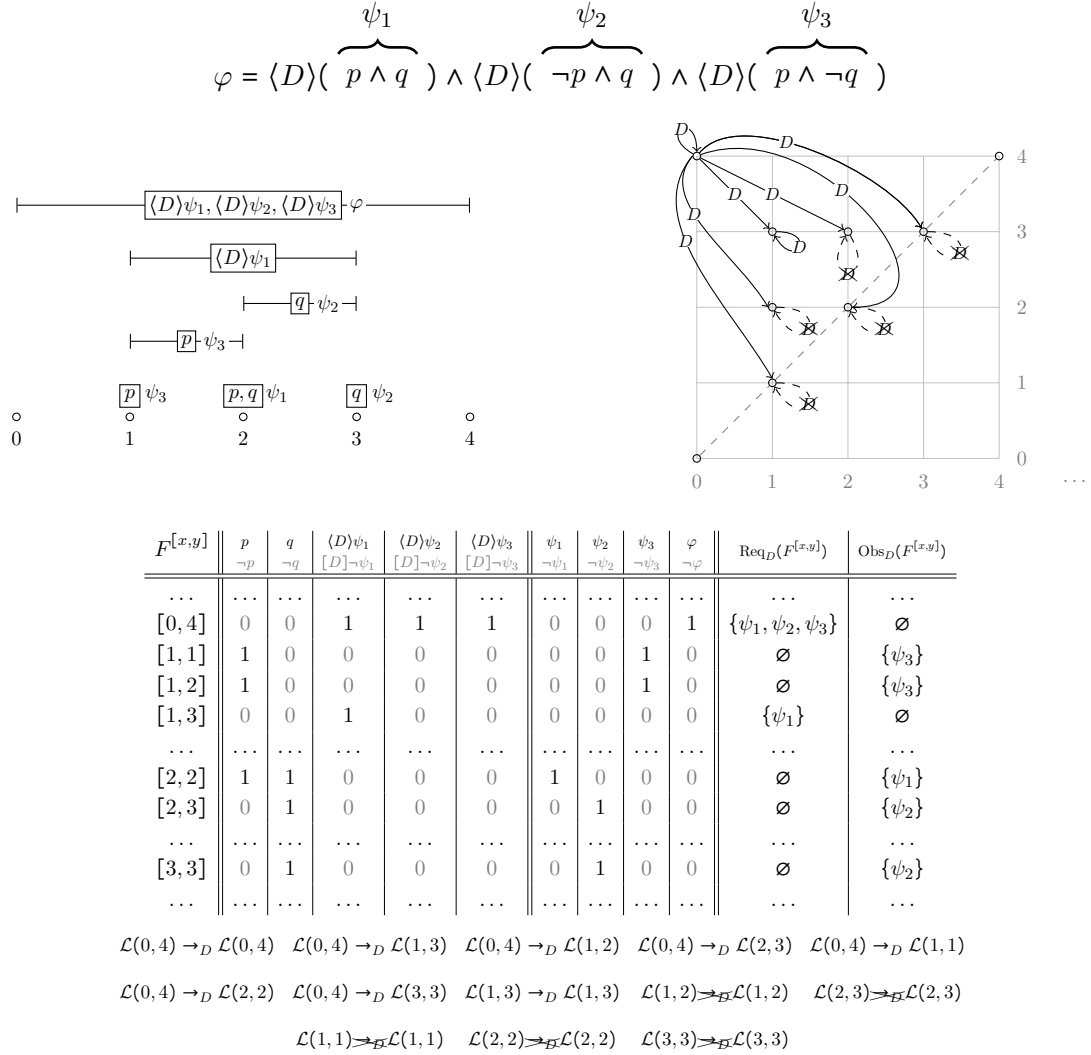 ψ₁ ψ₂ ψ₃
φ = ⟨D⟩( p ∧ q ) ∧ ⟨D⟩( ¬p ∧ q ) ∧ ⟨D⟩( p ∧ ¬q )
⟨D⟩ψ₁, ⟨D⟩ψ₂, ⟨D⟩ψ₃ φ
⟨D⟩ψ₁
q ψ₂
p ψ₃
p ψ₃ p, q ψ₁ q ψ₂
0 1 2 3 4
D
D
D D D
D
D
D
D
D
D D
D
4
3
2
1
0
0 1 2 3 4 ...
F^[x,y] p q ⟨D⟩ψ₁ ⟨D⟩ψ₂ ⟨D⟩ψ₃ ψ₁ ψ₂ ψ₃ φ Req_D(F^[x,y]) Obs_D(F^[x,y])
¬p ¬q [D]¬ψ₁ [D]¬ψ₂ [D]¬ψ₃ ¬ψ₁ ¬ψ₂ ¬ψ₃ ¬φ
... ... ... ... ... ... ... ... ... ... ... ...
[0, 4] 0 0 1 1 1 0 0 0 1 {ψ₁, ψ₂, ψ₃} ∅
[1, 1] 1 0 0 0 0 0 0 1 0 ∅ {ψ₃}
[1, 2] 1 0 0 0 0 0 0 1 0 ∅ {ψ₃}
[1, 3] 0 0 1 0 0 0 0 0 0 {ψ₁} ∅
... ... ... ... ... ... ... ... ... ... ... ...
[2, 2] 1 1 0 0 0 1 0 0 0 ∅ {ψ₁}
[2, 3] 0 1 0 0 0 0 1 0 0 ∅ {ψ₂}
... ... ... ... ... ... ... ... ... ... ... ...
[3, 3] 0 1 0 0 0 0 1 0 0 ∅ {ψ₂}
... ... ... ... ... ... ... ... ... ... ... ...
ℒ(0, 4) →_D ℒ(0, 4) ℒ(0, 4) →_D ℒ(1, 3) ℒ(0, 4) →_D ℒ(1, 2) ℒ(0, 4) →_D ℒ(2, 3) ℒ(0, 4) →_D ℒ(1, 1)
ℒ(0, 4) →_D ℒ(2, 2) ℒ(0, 4) →_D ℒ(3, 3) ℒ(1, 3) →_D ℒ(1, 3) ℒ(1, 2) ↛_D ℒ(1, 2) ℒ(2, 3) ↛_D ℒ(2, 3)
ℒ(1, 1) ↛_D ℒ(1, 1) ℒ(2, 2) ↛_D ℒ(2, 2) ℒ(3, 3) ↛_D ℒ(3, 3)